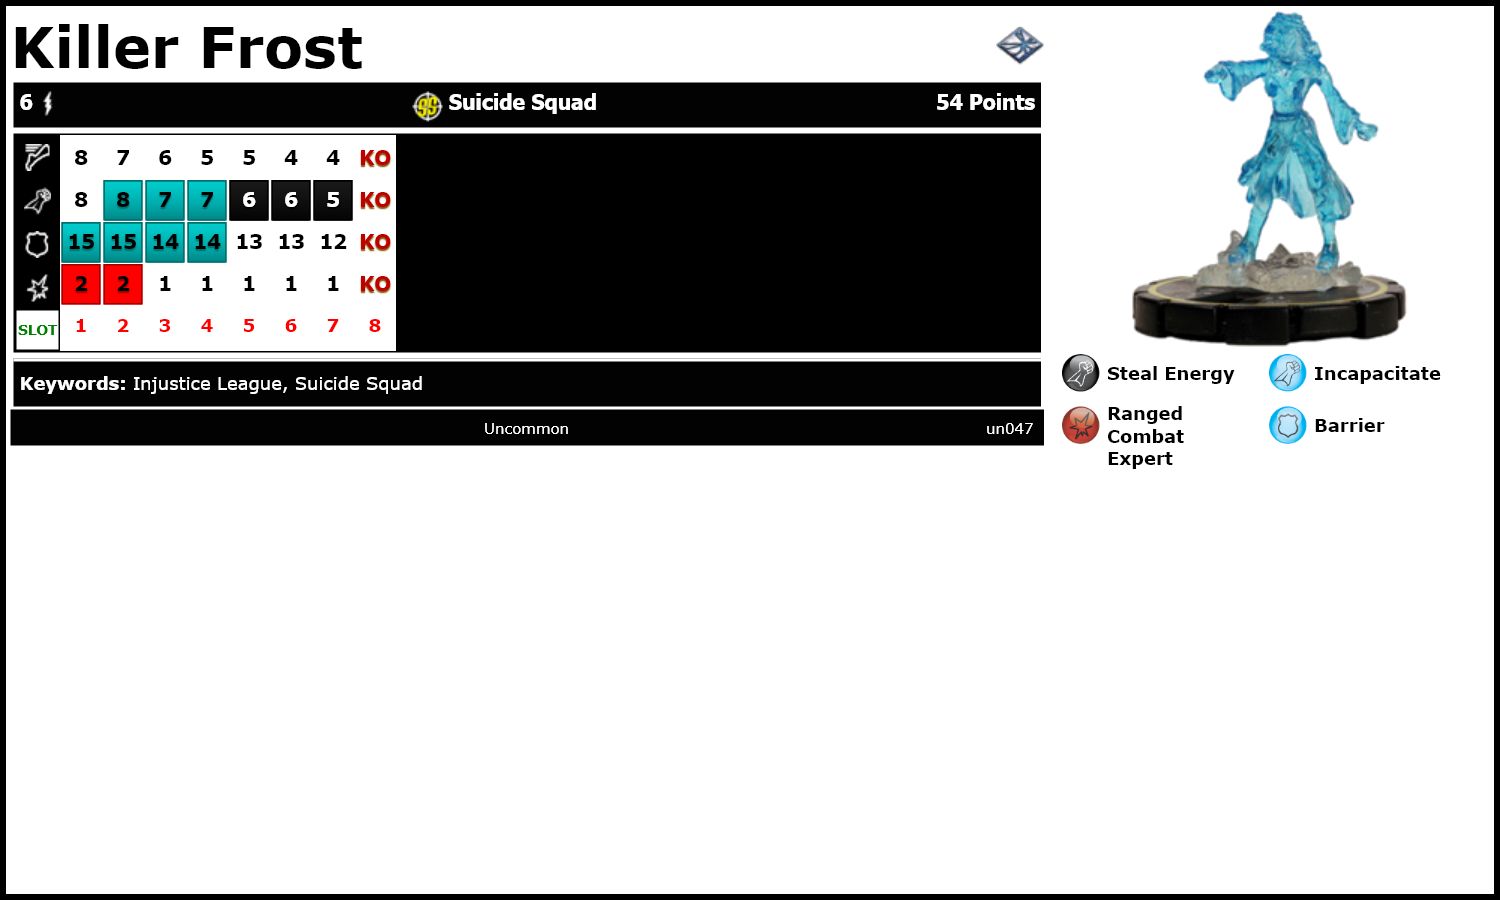 Killer Frost
6 Suicide Squad 54 Points
8 7 6 5 5 4 4 KO
8 8 7 7 6 6 5 KO
15 15 14 14 13 13 12 KO
2 2 1 1 1 1 1 KO
SLOT 1 2 3 4 5 6 7 8
Keywords: Injustice League, Suicide Squad
Uncommon un047
Steal Energy
Incapacitate
Ranged
Combat
Expert
Barrier